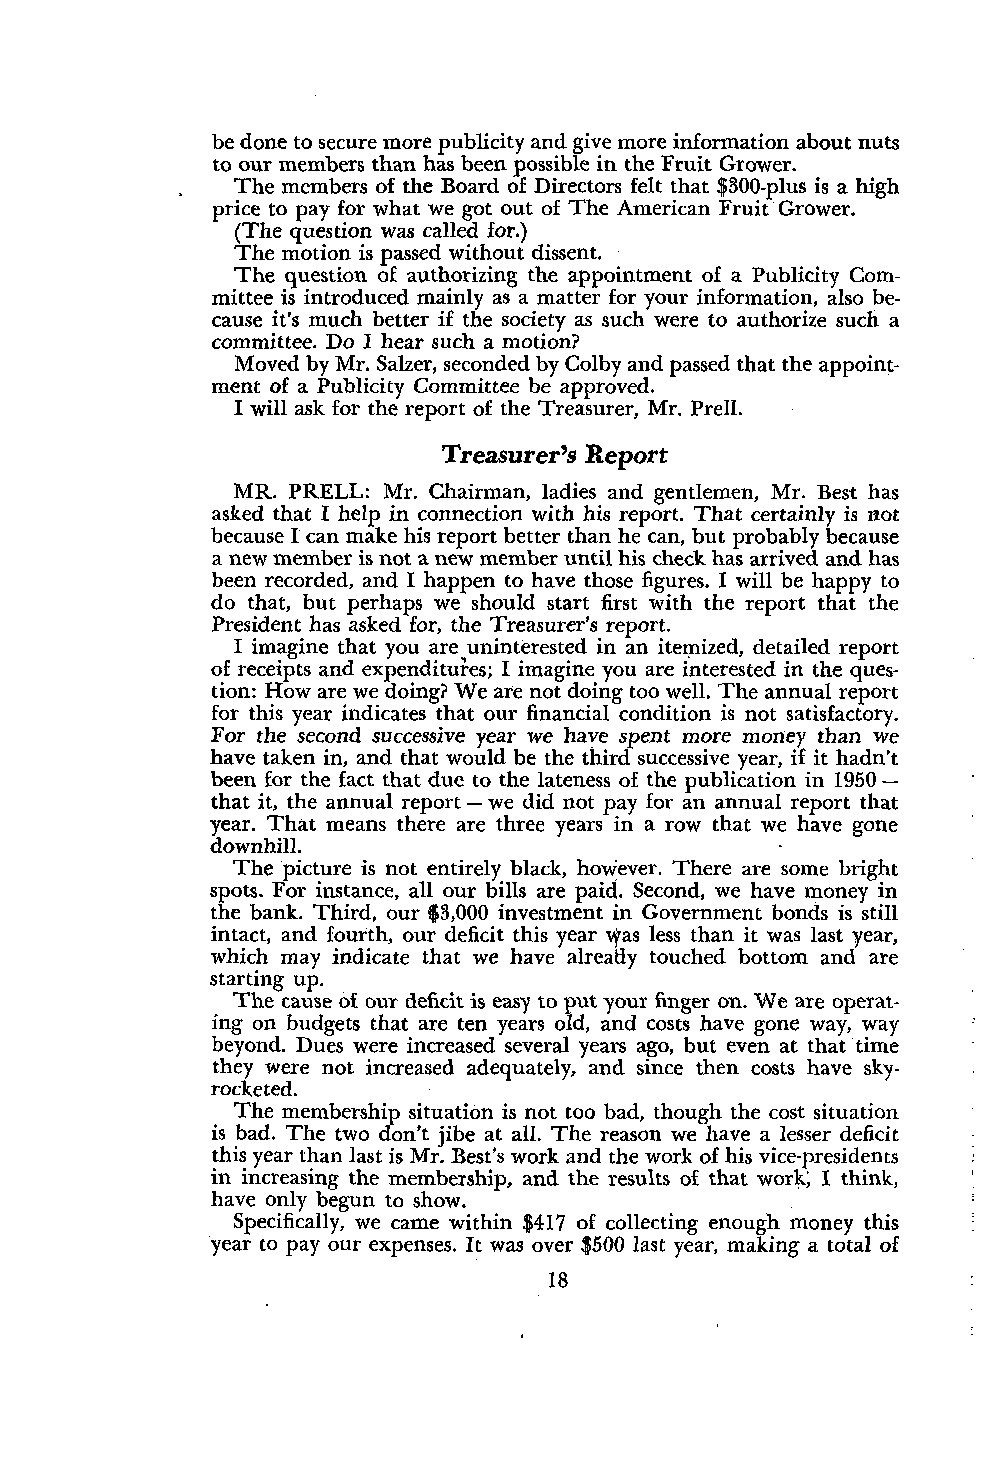 be done to secure more publicity and give more information about nuts
to our members than has been possible in the Fruit Grower.
The members of the Board of Directors felt that $300-plus is a high
price to pay for what we got out of The American Fruit Grower.
(The question was called for.)
The motion is passed without dissent.
The question of authorizing the appointment of a Publicity Com-
mittee is introduced mainly as a matter for your information, also be-
cause it's much better if the society as such were to authorize such a
committee. Do I hear such a motion?
Moved by Mr. Salzer, seconded by Colby and passed that the appoint-
ment of a Publicity Committee be approved.
I will ask for the report of the Treasurer, Mr. Prell.
Treasurer's Report
MR. PRELL: Mr. Chairman, ladies and gentlemen, Mr. Best has
asked that I help in connection with his report. That certainly is not
because I can make his report better than he can, but probably because
a new member is not a new member until his check has arrived and has
been recorded, and I happen to have those figures. I will be happy to
do that, but perhaps we should start first with the report that the
President has asked for, the Treasurer's report.
I imagine that you are uninterested in an itemized, detailed report
of receipts and expenditures; I imagine you are interested in the ques-
tion: How are we doing? We are not doing too well. The annual report
for this year indicates that our financial condition is not satisfactory.
For the second successive year we have spent more money than we
have taken in, and that would be the third successive year, if it hadn't
been for the fact that due to the lateness of the publication in 1950 —
that it, the annual report — we did not pay for an annual report that
year. That means there are three years in a row that we have gone
downhill.
The picture is not entirely black, however. There are some bright
spots. For instance, all our bills are paid. Second, we have money in
the bank. Third, our $3,000 investment in Government bonds is still
intact, and fourth, our deficit this year was less than it was last year,
which may indicate that we have already touched bottom and are
starting up.
The cause of our deficit is easy to put your finger on. We are operat-
ing on budgets that are ten years old, and costs have gone way, way
beyond. Dues were increased several years ago, but even at that time
they were not increased adequately, and since then costs have sky-
rocketed.
The membership situation is not too bad, though the cost situation
is bad. The two don't jibe at all. The reason we have a lesser deficit
this year than last is Mr. Best's work and the work of his vice-presidents
in increasing the membership, and the results of that work, I think,
have only begun to show.
Specifically, we came within $417 of collecting enough money this
year to pay our expenses. It was over $500 last year, making a total of
18